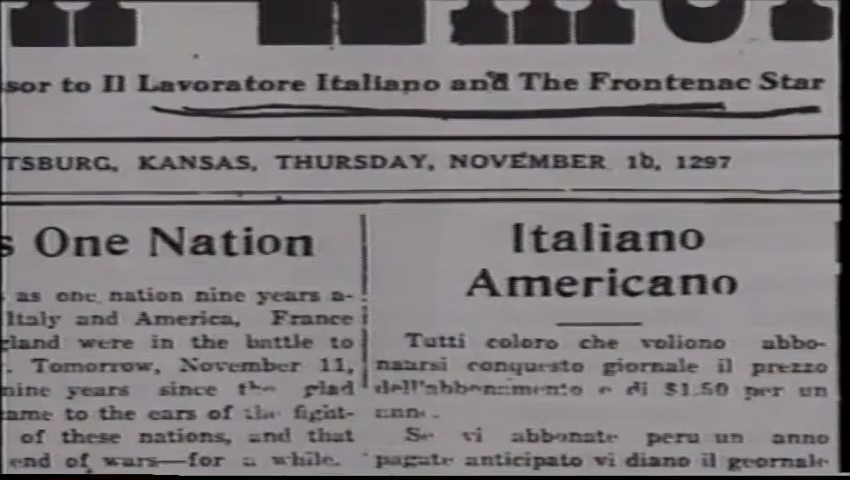 sor to Il Lavoratore Italiano and The Frontenac Star
TSBURG, KANSAS, THURSDAY, NOVEMBER 10, 1297
s One Nation
as one nation nine years a-
Italy and America, France
gland were in the battle to
. Tomorrow, November 11,
nine years since the glad
ame to the ears of the fight-
of these nations, and that
end of wars—for a while.
Italiano
Americano
Tutti coloro che voliono abbo-
naarsi conquesto giornale il prezzo
dell'abbonamento e di $1.50 per un
anno.
Se vi abbonate peru un anno
pagate anticipato vi diano il geornale